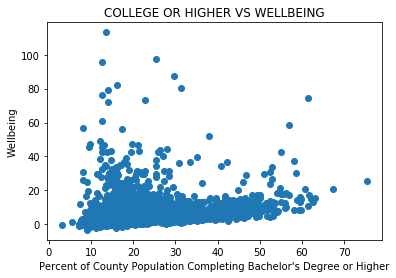 COLLEGE OR HIGHER VS WELLBEING
100
80
60
40
20
0
Wellbeing
0 10 20 30 40 50 60 70
Percent of County Population Completing Bachelor's Degree or Higher